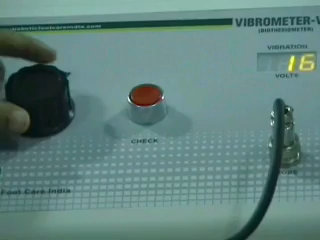 VIBROMETER-V
(BIOTHESIOMETER)
VIBRATION
16
VOLTS
CHECK
Foot Care India